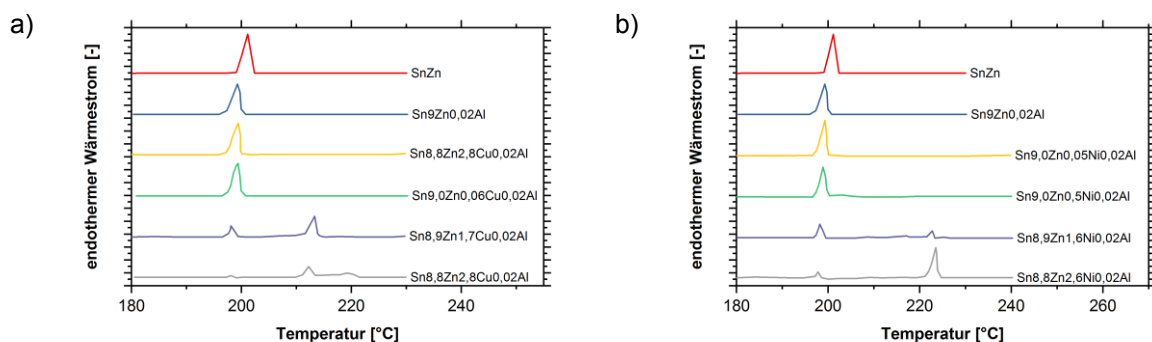 a)
endothermer Wärmestrom [-]
SnZn
Sn9Zn0,02Al
Sn8,8Zn2,8Cu0,02Al
Sn9,0Zn0,06Cu0,02Al
Sn8,9Zn1,7Cu0,02Al
Sn8,8Zn2,8Cu0,02Al
180 200 220 240
Temperatur [°C]
b)
endothermer Wärmestrom [-]
SnZn
Sn9Zn0,02Al
Sn9,0Zn0,05Ni0,02Al
Sn9,0Zn0,5Ni0,02Al
Sn8,9Zn1,6Ni0,02Al
Sn8,8Zn2,6Ni0,02Al
180 200 220 240 260
Temperatur [°C]